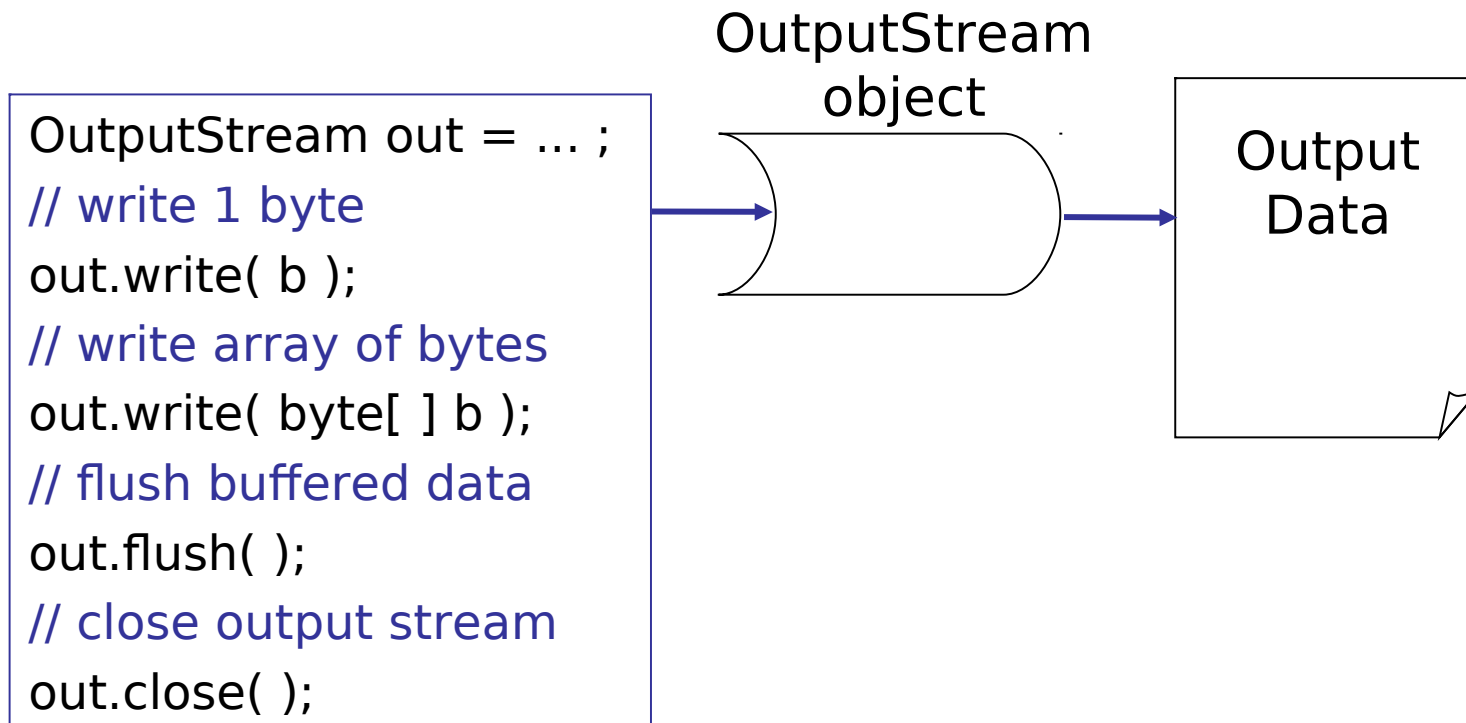 OutputStream out = ... ;
// write 1 byte
out.write( b );
// write array of bytes
out.write( byte[ ] b );
// flush buffered data
out.flush( );
// close output stream
out.close( );
OutputStream
object
Output
Data